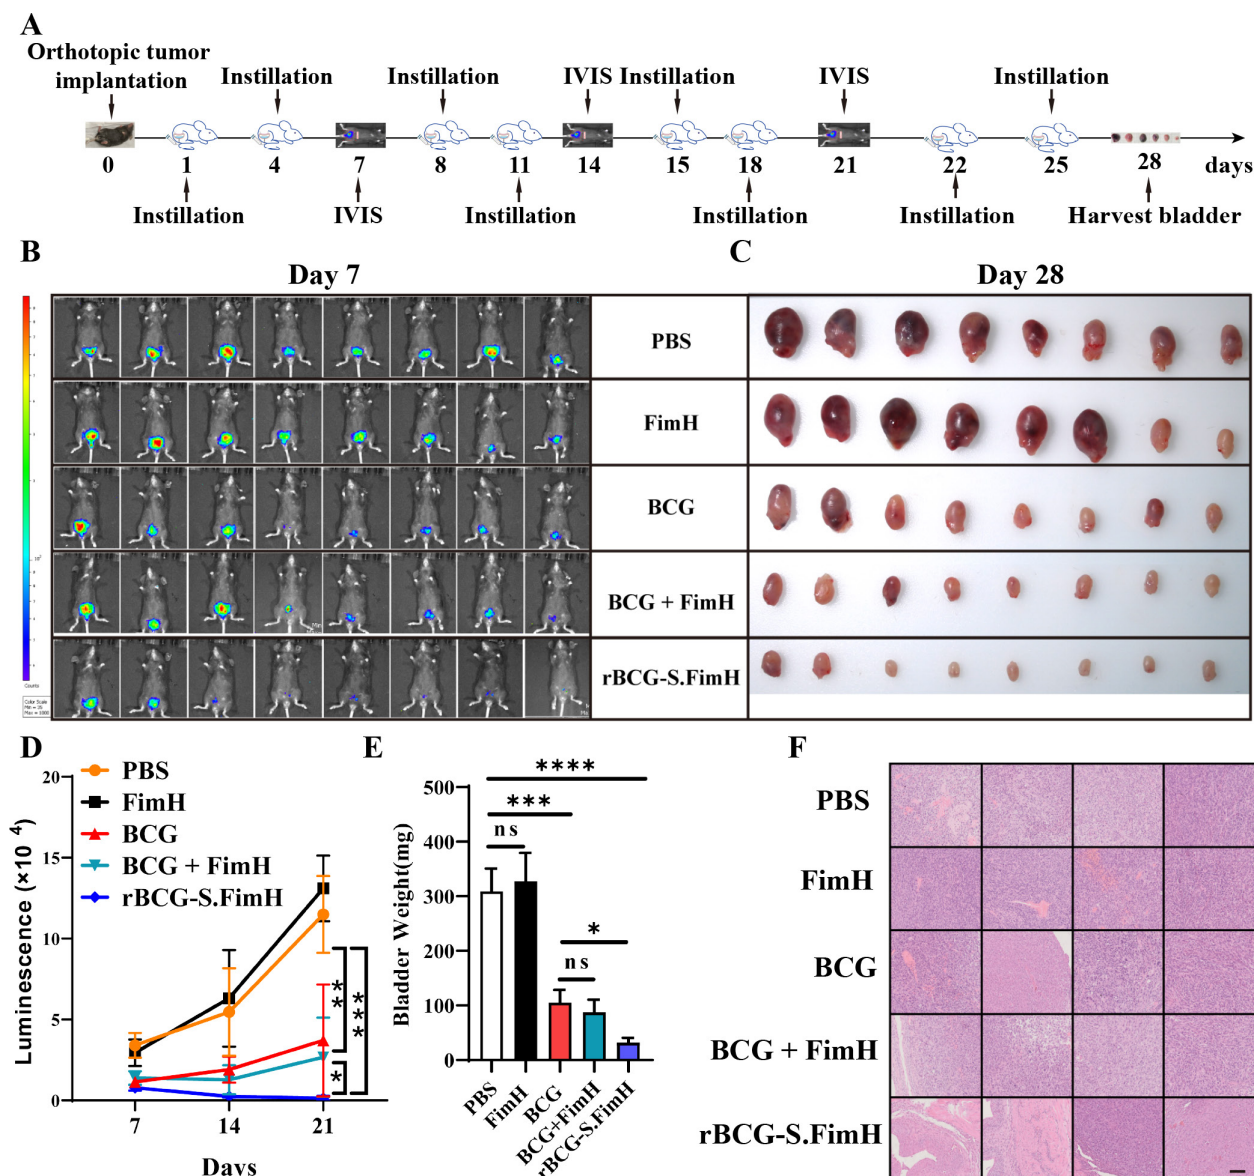 A
Orthotopic tumor
implantation
Instillation
Instillation
IVIS
Instillation
IVIS
Instillation
0
1
4
7
8
11
14
15
18
21
22
25
28
days
Instillation
IVIS
Instillation
Instillation
Instillation
Harvest bladder
B
Day 7
C
Day 28
PBS
FimH
BCG
BCG + FimH
rBCG-S.FimH
Counts
Color Scale
D
PBS
FimH
BCG
BCG + FimH
rBCG-S.FimH
Luminescence (×10 4)
20
15
10
5
0
7
14
21
Days
**
***
*
E
Bladder Weight(mg)
500
400
300
200
100
0
****
***
ns
*
ns
PBS
FimH
BCG
BCG+FimH
rBCG-S.FimH
F
PBS
FimH
BCG
BCG + FimH
rBCG-S.FimH